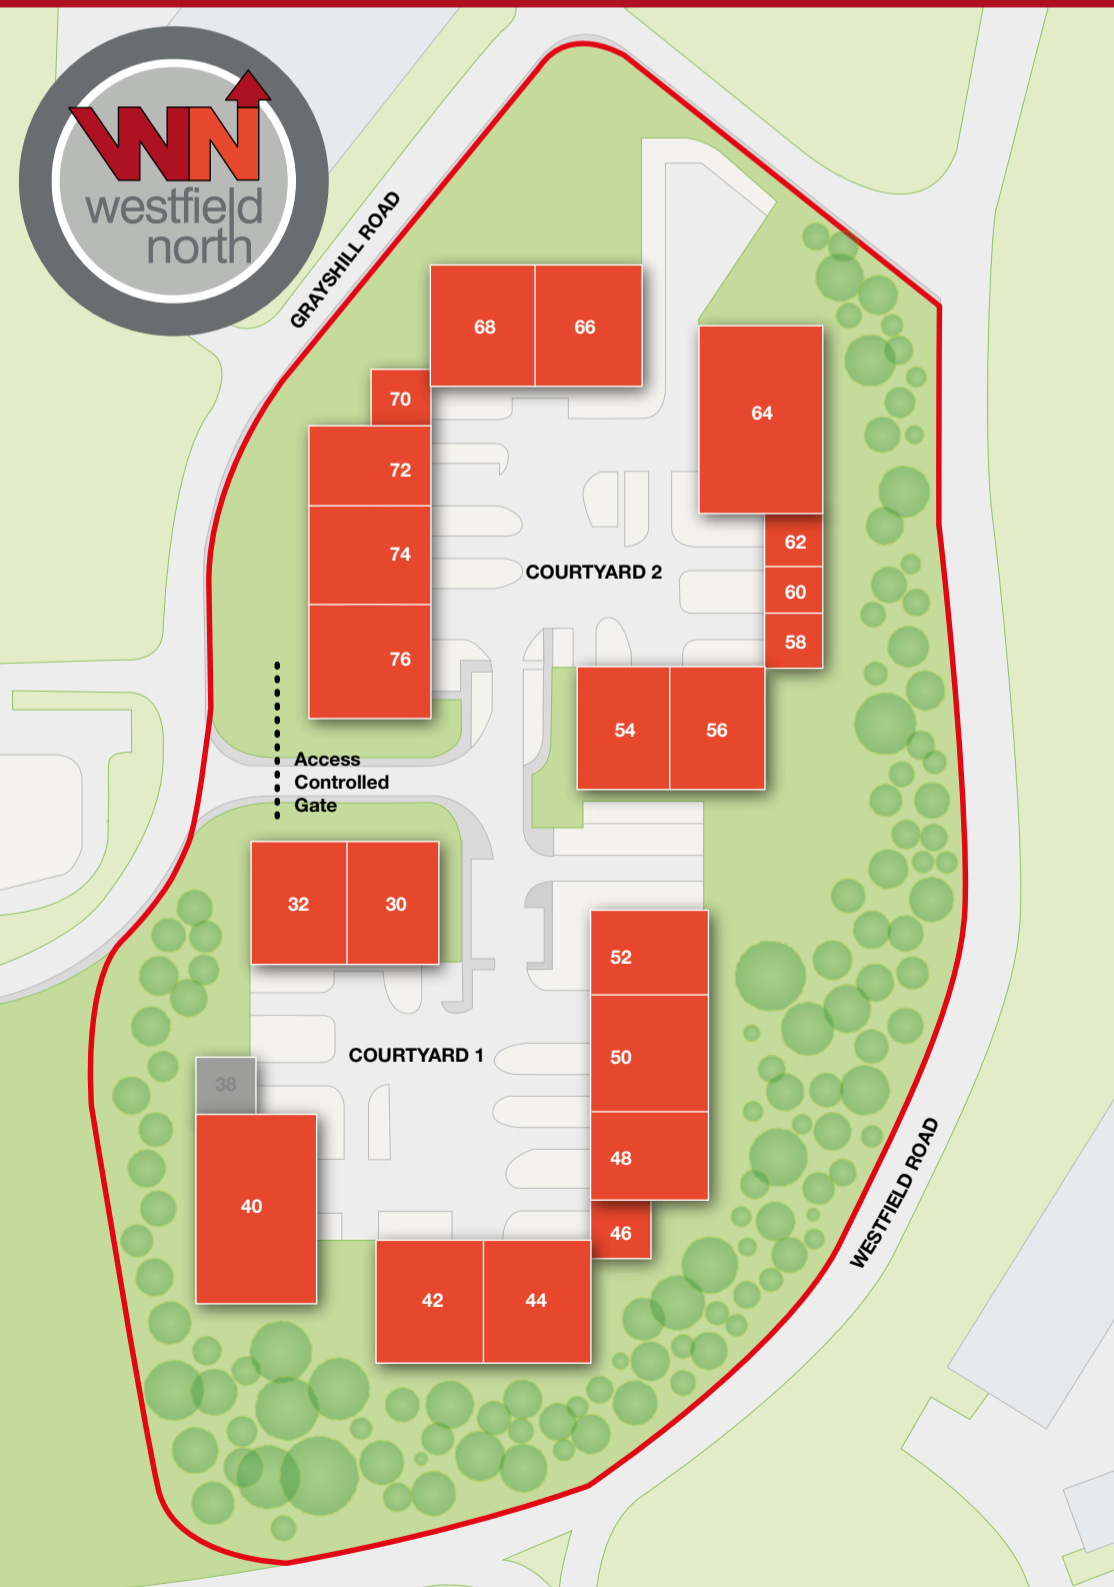 WN
westfield
north
GRAYSHILL ROAD
68
66
70
64
72
74
62
COURTYARD 2
60
58
76
54
56
Access
Controlled
Gate
32
30
52
COURTYARD 1
50
38
48
40
46
42
44
WESTFIELD ROAD